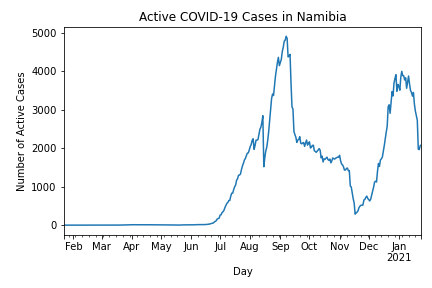 Active COVID-19 Cases in Namibia
Number of Active Cases
5000
4000
3000
2000
1000
0
Feb Mar Apr May Jun Jul Aug Sep Oct Nov Dec Jan
2021
Day